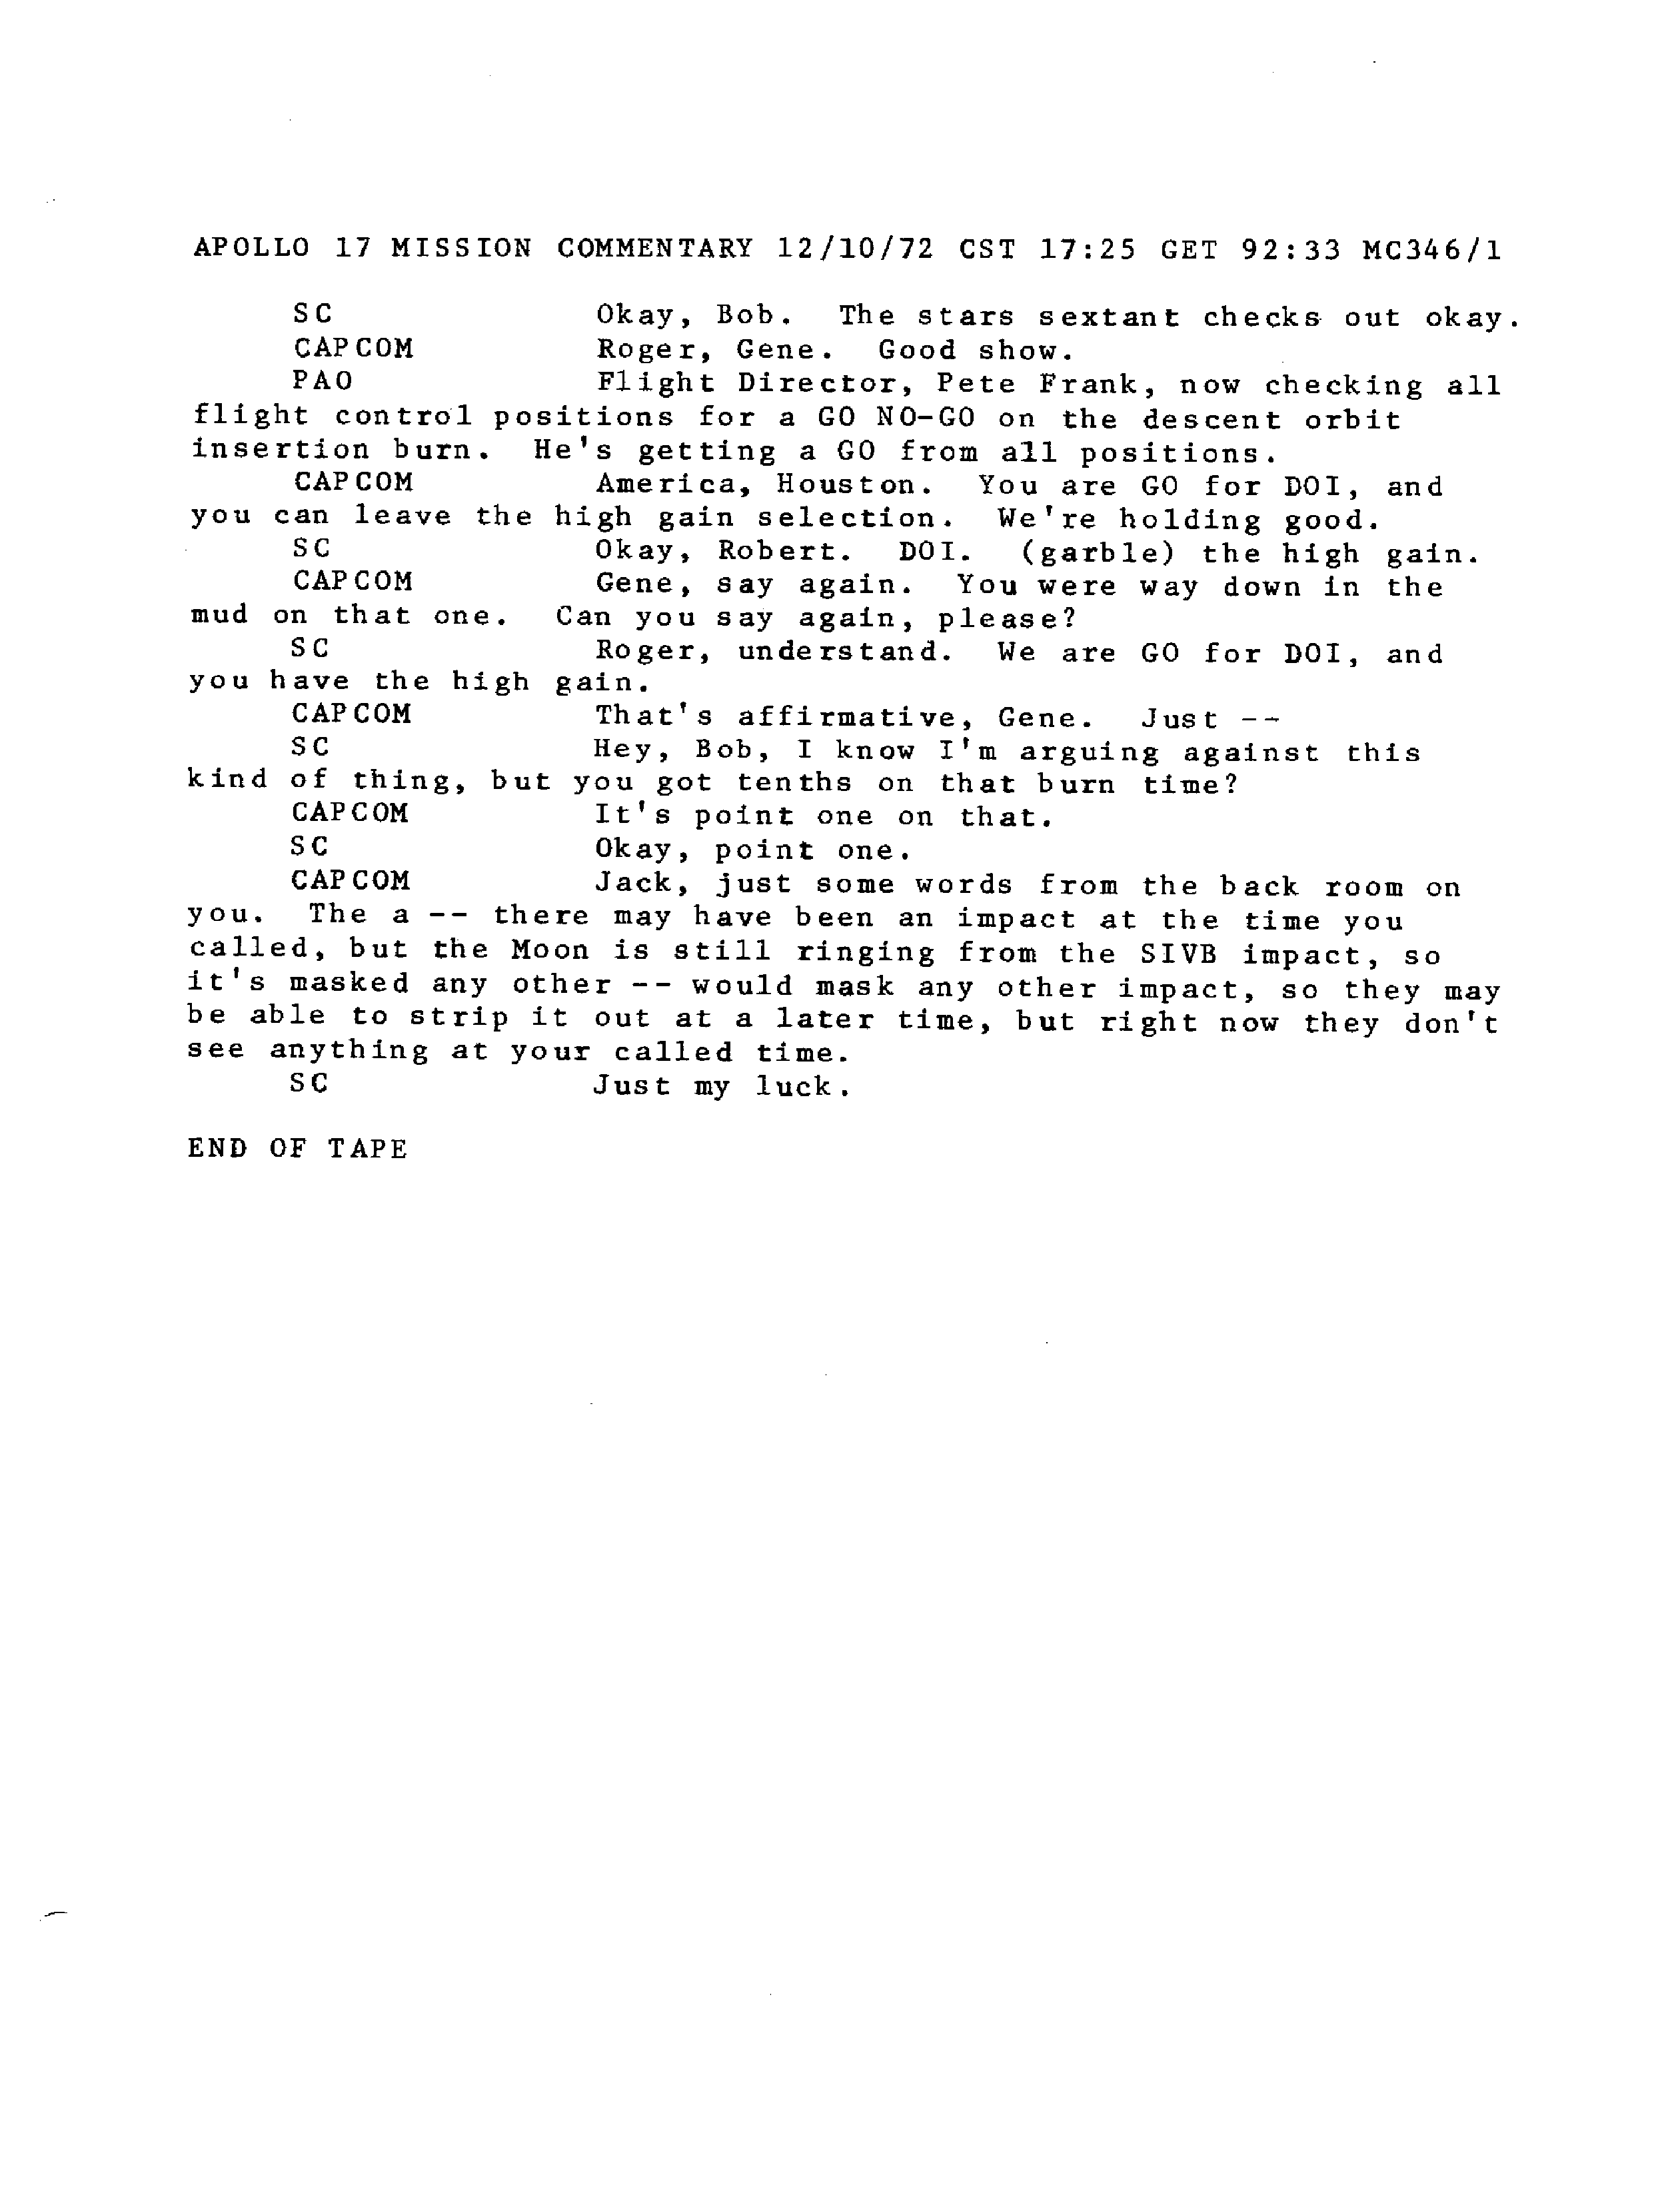 APOLLO 17 MISSION COMMENTARY 12/10/72 CST 17:25 GET 92:33 MC346/1
SC Okay, Bob. The stars sextant checks out okay.
CAPCOM Roger, Gene. Good show.
PAO Flight Director, Pete Frank, now checking all
flight control positions for a GO NO-GO on the descent orbit
insertion burn. He's getting a GO from all positions.
CAPCOM America, Houston. You are GO for DOI, and
you can leave the high gain selection. We're holding good.
SC Okay, Robert. DOI. (garble) the high gain.
CAPCOM Gene, say again. You were way down in the
mud on that one. Can you say again, please?
SC Roger, understand. We are GO for DOI, and
you have the high gain.
CAPCOM That's affirmative, Gene. Just --
SC Hey, Bob, I know I'm arguing against this
kind of thing, but you got tenths on that burn time?
CAPCOM It's point one on that.
SC Okay, point one.
CAPCOM Jack, just some words from the back room on
you. The a -- there may have been an impact at the time you
called, but the Moon is still ringing from the SIVB impact, so
it's masked any other -- would mask any other impact, so they may
be able to strip it out at a later time, but right now they don't
see anything at your called time.
SC Just my luck.
END OF TAPE